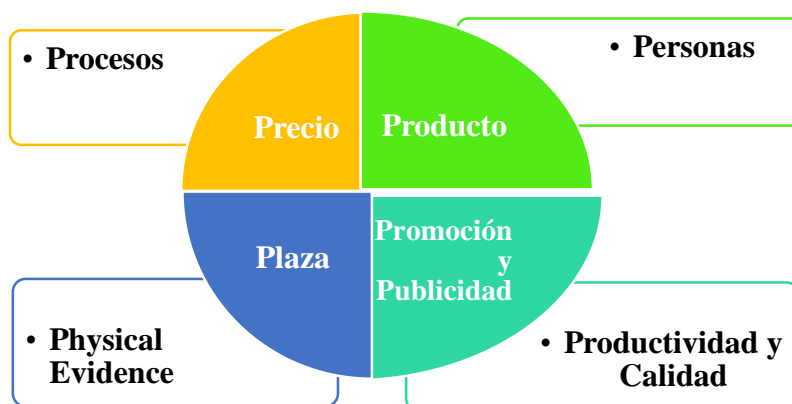 • Procesos
• Personas
Precio
Producto
Plaza
Promoción
y
Publicidad
• Physical
Evidence
• Productividad y
Calidad